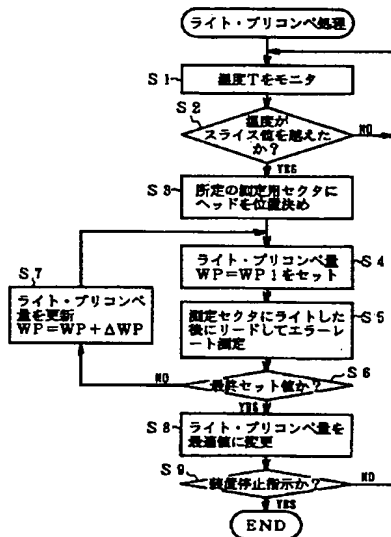 ライト・プリコンペ処理
S1
温度Tをモニタ
S2
温度が
スライス値を越えた
か?
NO
YES
S3
所定の測定用セクタに
ヘッドを位置決め
S4
ライト・プリコンペ量
WP=WP1をセット
S7
ライト・プリコンペ
量を更新
WP=WP+ΔWP
S5
測定セクタにライトした
後にリードしてエラーレ
ート測定
S6
最終セット値か?
NO
YES
S8
ライト・プリコンペ量を
最適値に変更
S9
装置停止指示か?
NO
YES
END